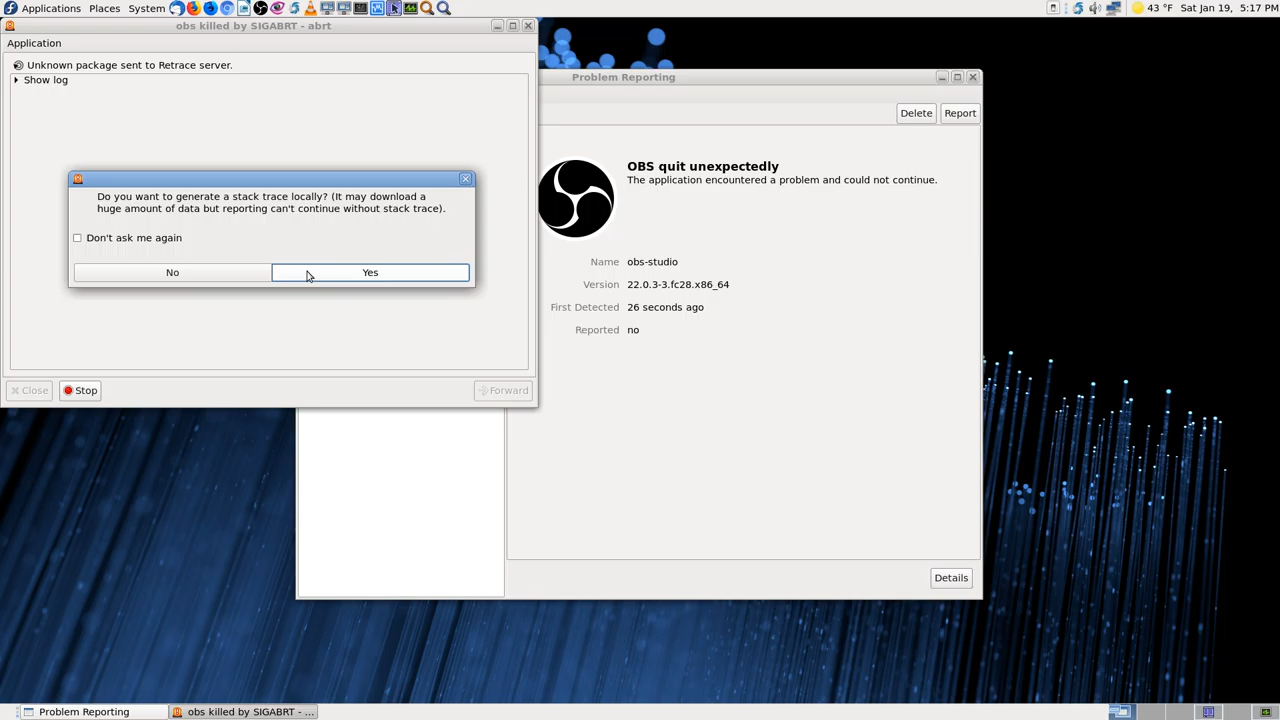 Applications Places System
43 °F Sat Jan 19, 5:17 PM
obs killed by SIGABRT - abrt
Application
Unknown package sent to Retrace server.
Show log
Do you want to generate a stack trace locally? (It may download a
huge amount of data but reporting can't continue without stack trace).
Don't ask me again
No Yes
Close Stop Forward
Problem Reporting
Delete Report
OBS quit unexpectedly
The application encountered a problem and could not continue.
Name obs-studio
Version 22.0.3-3.fc28.x86_64
First Detected 26 seconds ago
Reported no
Details
Problem Reporting
obs killed by SIGABRT - ...